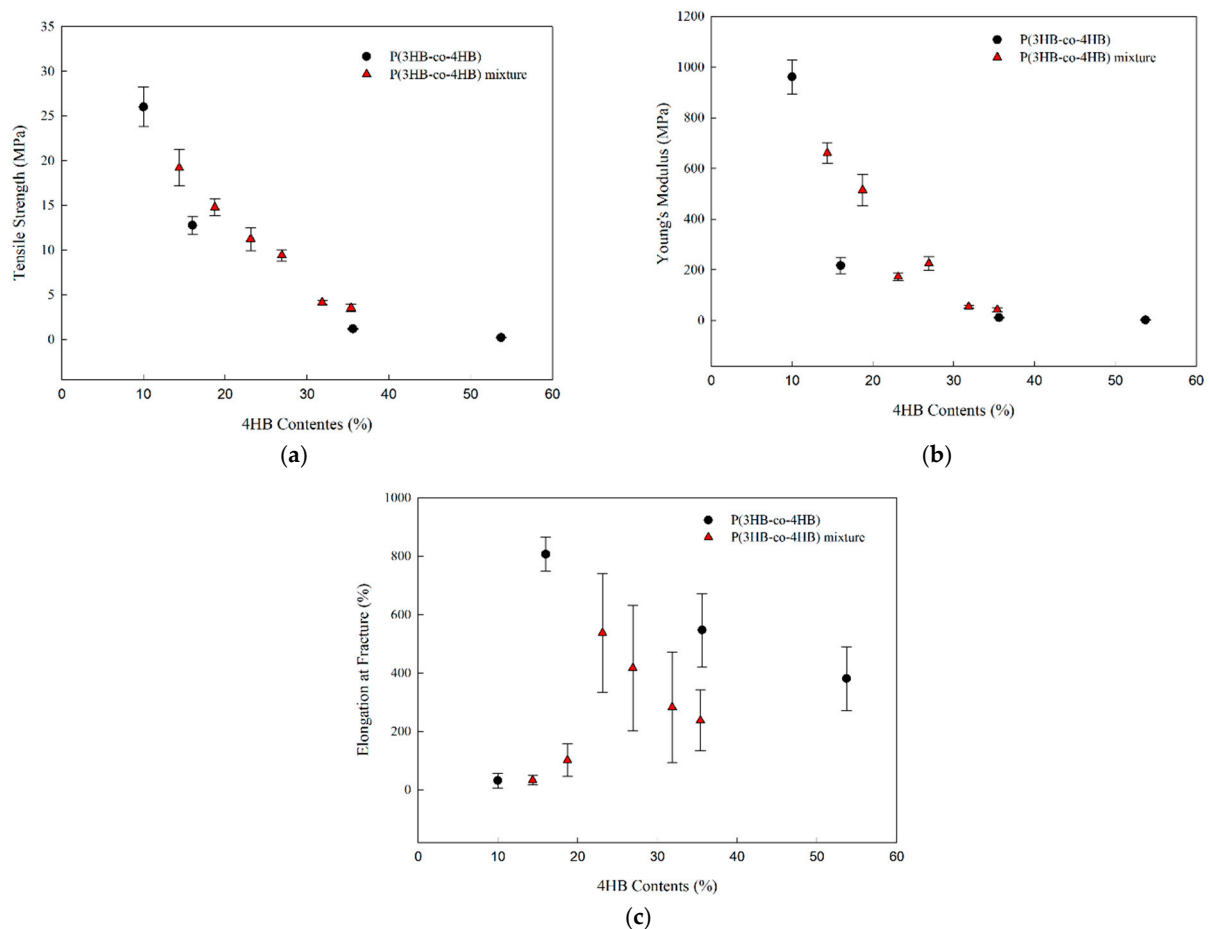 35
30
25
20
15
10
5
0
Tensile Strength (MPa)
P(3HB-co-4HB)
P(3HB-co-4HB) mixture
0 10 20 30 40 50 60
4HB Contentes (%)
(a)
1200
1000
800
600
400
200
0
Young's Modulus (MPa)
P(3HB-co-4HB)
P(3HB-co-4HB) mixture
0 10 20 30 40 50 60
4HB Contents (%)
(b)
1000
800
600
400
200
0
Elongation at Fracture (%)
P(3HB-co-4HB)
P(3HB-co-4HB) mixture
0 10 20 30 40 50 60
4HB Contents (%)
(c)